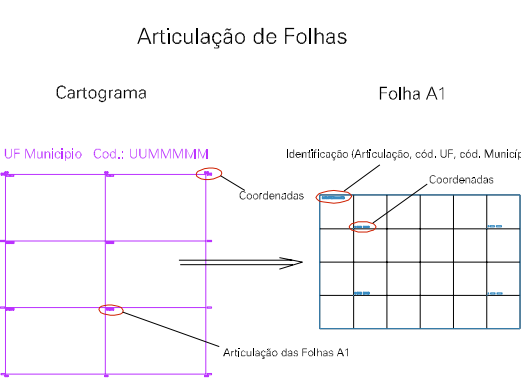 Articulação de Folhas
Cartograma
Folha A1
UF Municipio Cod.: UUMMMMM
Identificação (Articulação, cód. UF, cód. Municíp
Coordenadas
Coordenadas
Articulação das Folhas A1